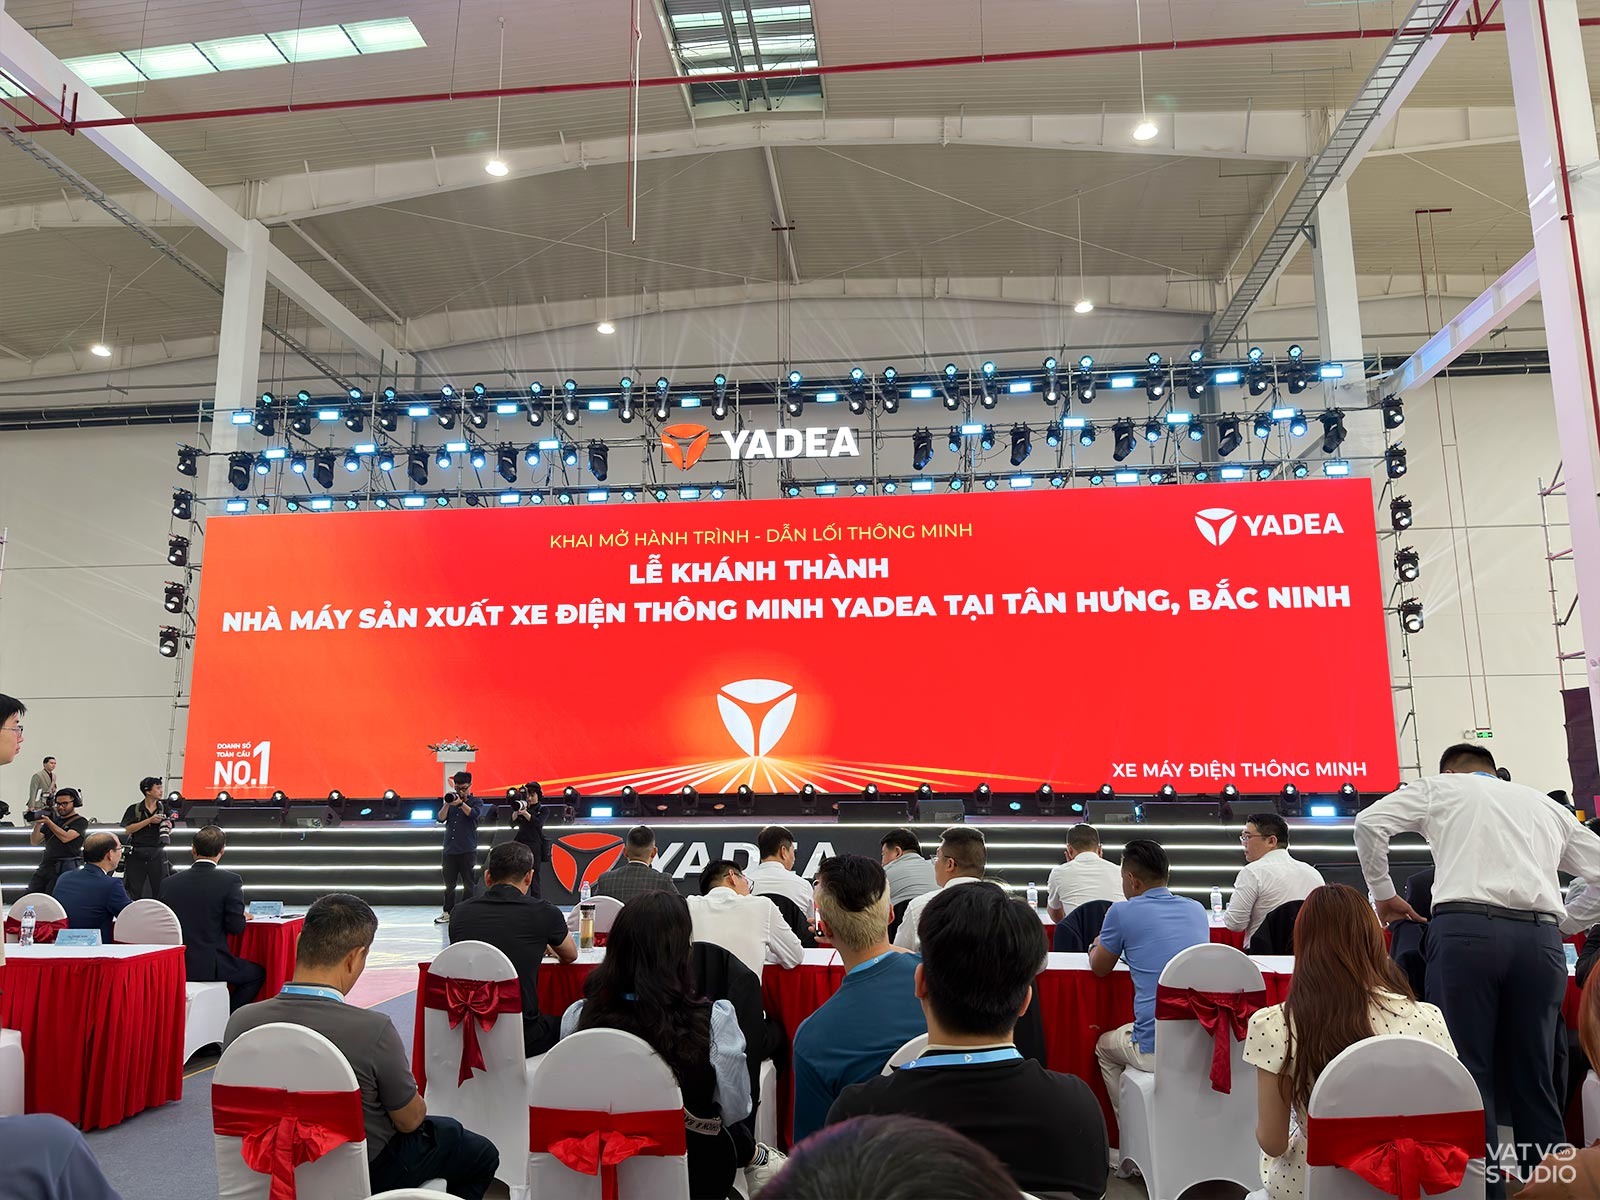 YADEA
YADEA
KHAI MỞ HÀNH TRÌNH - DẪN LỐI THÔNG MINH
LỄ KHÁNH THÀNH
NHÀ MÁY SẢN XUẤT XE ĐIỆN THÔNG MINH YADEA TẠI TÂN HƯNG, BẮC NINH
DOANH SỐ
TOÀN CẦU
NO.1
XE MÁY ĐIỆN THÔNG MINH
YADEA
VATVO
STUDIO